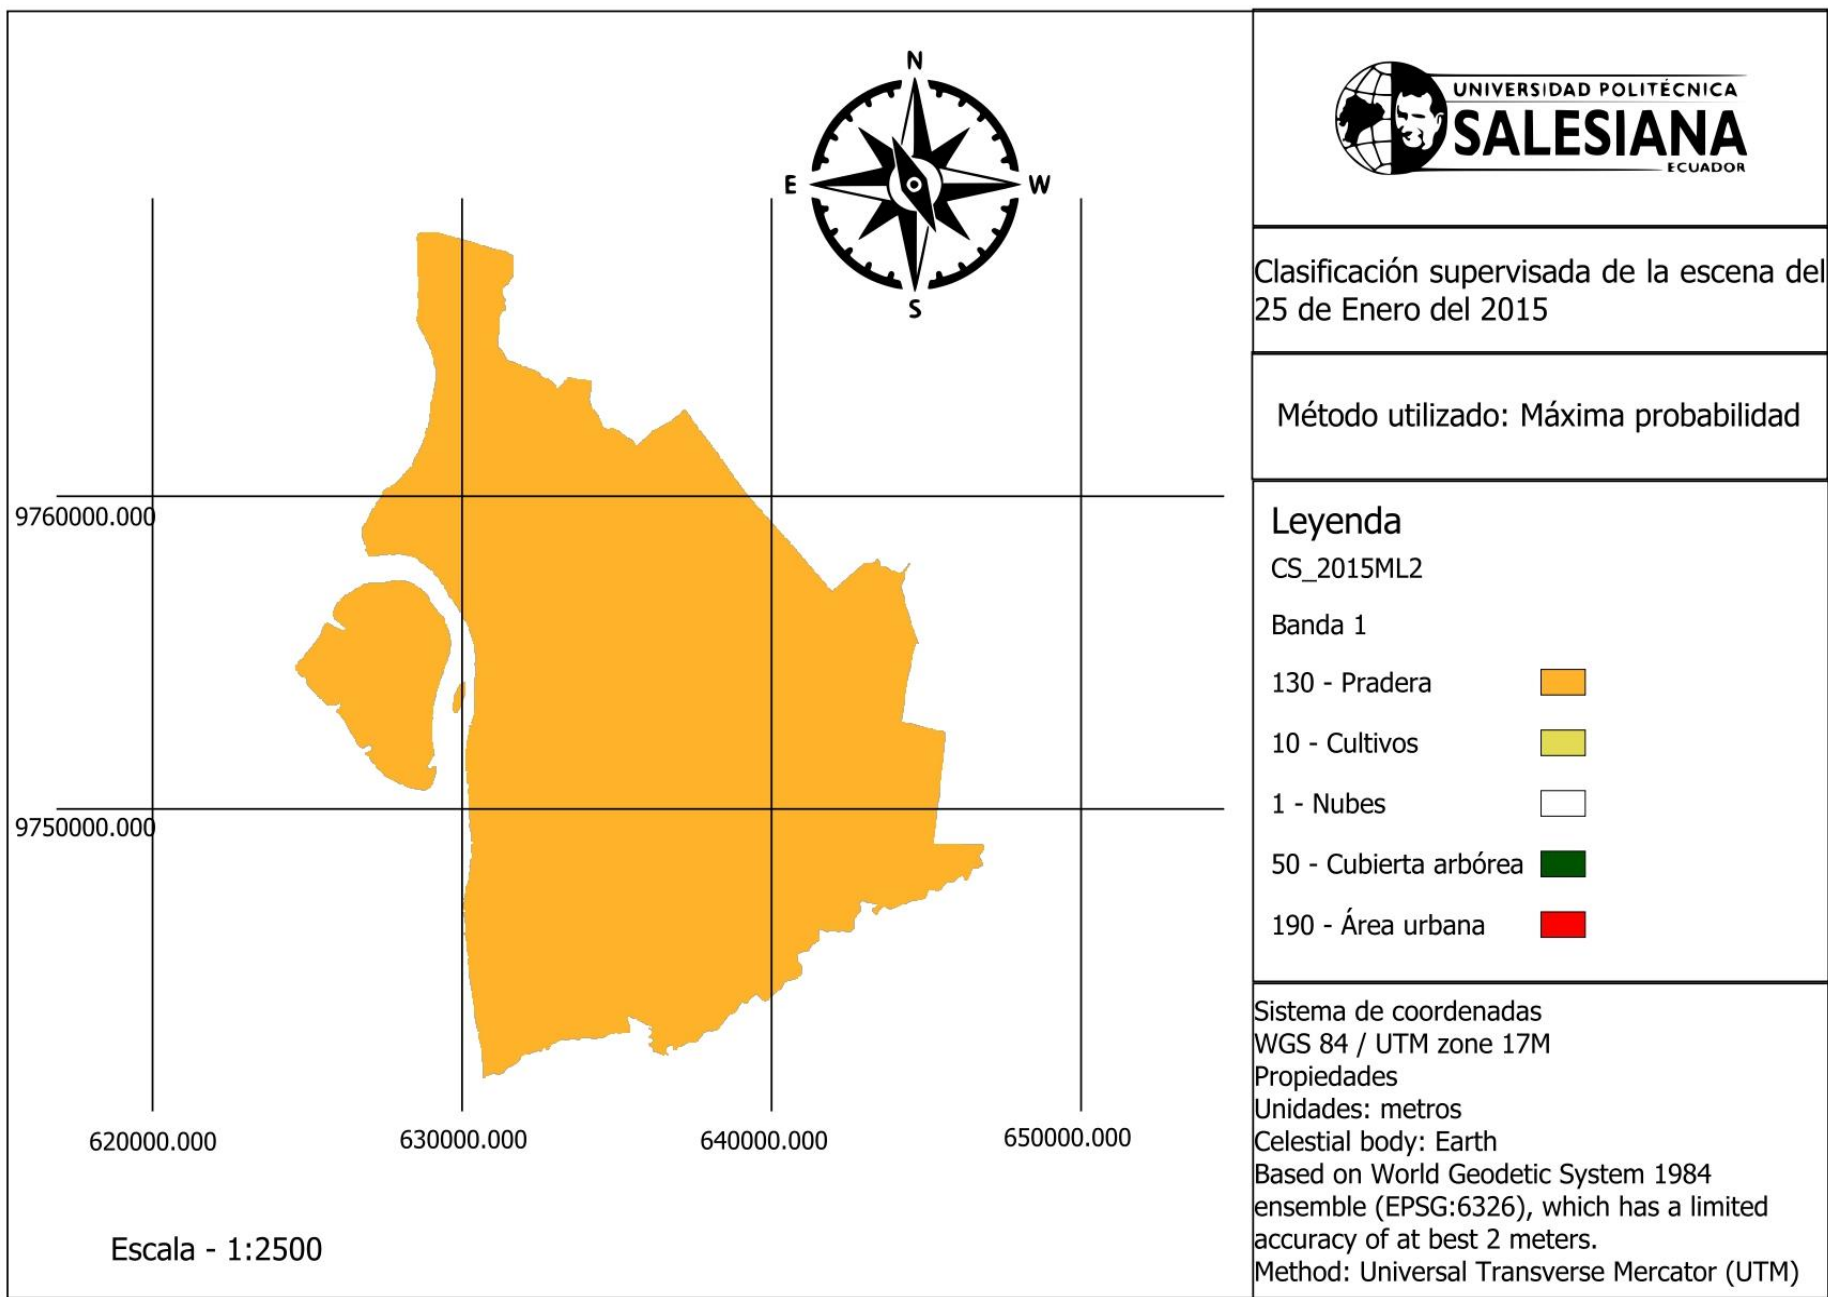 N
E
W
S
9760000.000
9750000.000
620000.000
630000.000
640000.000
650000.000
Escala - 1:2500
UNIVERSIDAD POLITÉCNICA
SALESIANA
ECUADOR
Clasificación supervisada de la escena del
25 de Enero del 2015
Método utilizado: Máxima probabilidad
Leyenda
CS_2015ML2
Banda 1
130 - Pradera
10 - Cultivos
1 - Nubes
50 - Cubierta arbórea
190 - Área urbana
Sistema de coordenadas
WGS 84 / UTM zone 17M
Propiedades
Unidades: metros
Celestial body: Earth
Based on World Geodetic System 1984
ensemble (EPSG:6326), which has a limited
accuracy of at best 2 meters.
Method: Universal Transverse Mercator (UTM)